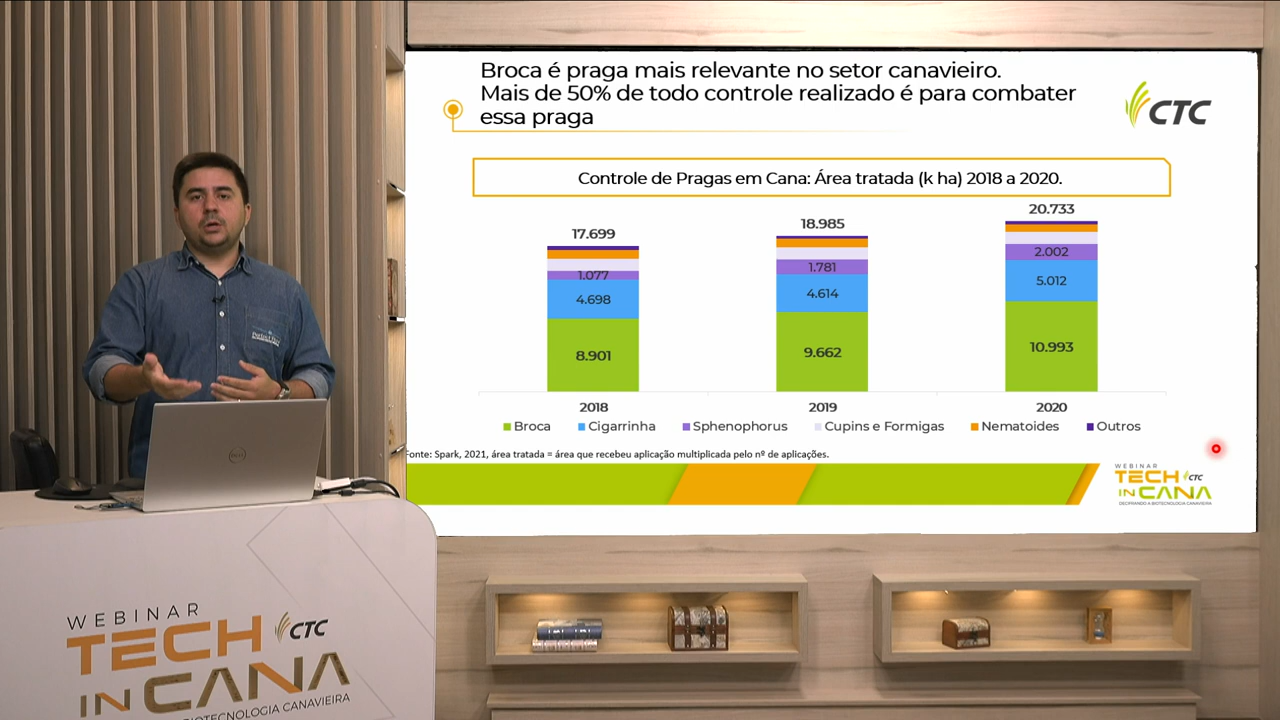 Broca é praga mais relevante no setor canavieiro.
Mais de 50% de todo controle realizado é para combater
essa praga
CTC
Controle de Pragas em Cana: Área tratada (k ha) 2018 a 2020.
17.699
18.985
20.733
1.077
1.781
2.002
4.698
4.614
5.012
8.901
9.662
10.993
2018
2019
2020
Broca
Cigarrinha
Sphenophorus
Cupins e Formigas
Nematoides
Outros
Fonte: Spark, 2021, área tratada = área que recebeu aplicação multiplicada pelo nº de aplicações.
WEBINAR
TECH CTC
IN CANA
DECIFRANDO A BIOTECNOLOGIA CANAVIEIRA
DELL
WEBINAR
TECH CTC
IN CANA
BIOTECNOLOGIA CANAVIEIRA